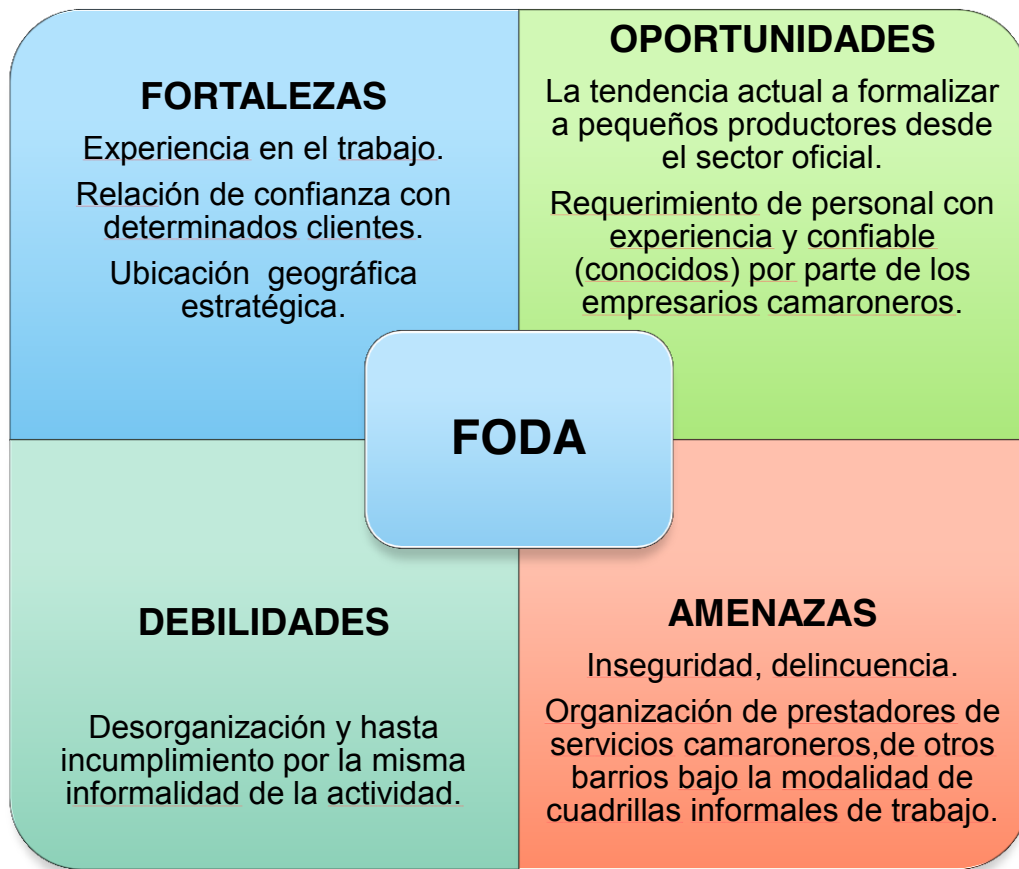 FORTALEZAS
Experiencia en el trabajo.
Relación de confianza con
determinados clientes.
Ubicación  geográfica
estratégica.
OPORTUNIDADES
La tendencia actual a formalizar
a pequeños productores desde
el sector oficial.
Requerimiento de personal con
experiencia y confiable
(conocidos) por parte de los
empresarios camaroneros.
FODA
DEBILIDADES
Desorganización y hasta
incumplimiento por la misma
informalidad de la actividad.
AMENAZAS
Inseguridad, delincuencia.
Organización de prestadores de
servicios camaroneros,de otros
barrios bajo la modalidad de
cuadrillas informales de trabajo.